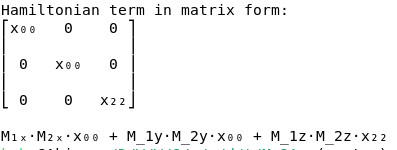 Hamiltonian term in matrix form:
⎡x₀₀  0  0 ⎤
⎢ 0  x₀₀  0 ⎥
⎣ 0  0  x₂₂⎦
M₁ₓ⋅M₂ₓ⋅x₀₀ + M_1y⋅M_2y⋅x₀₀ + M_1z⋅M_2z⋅x₂₂